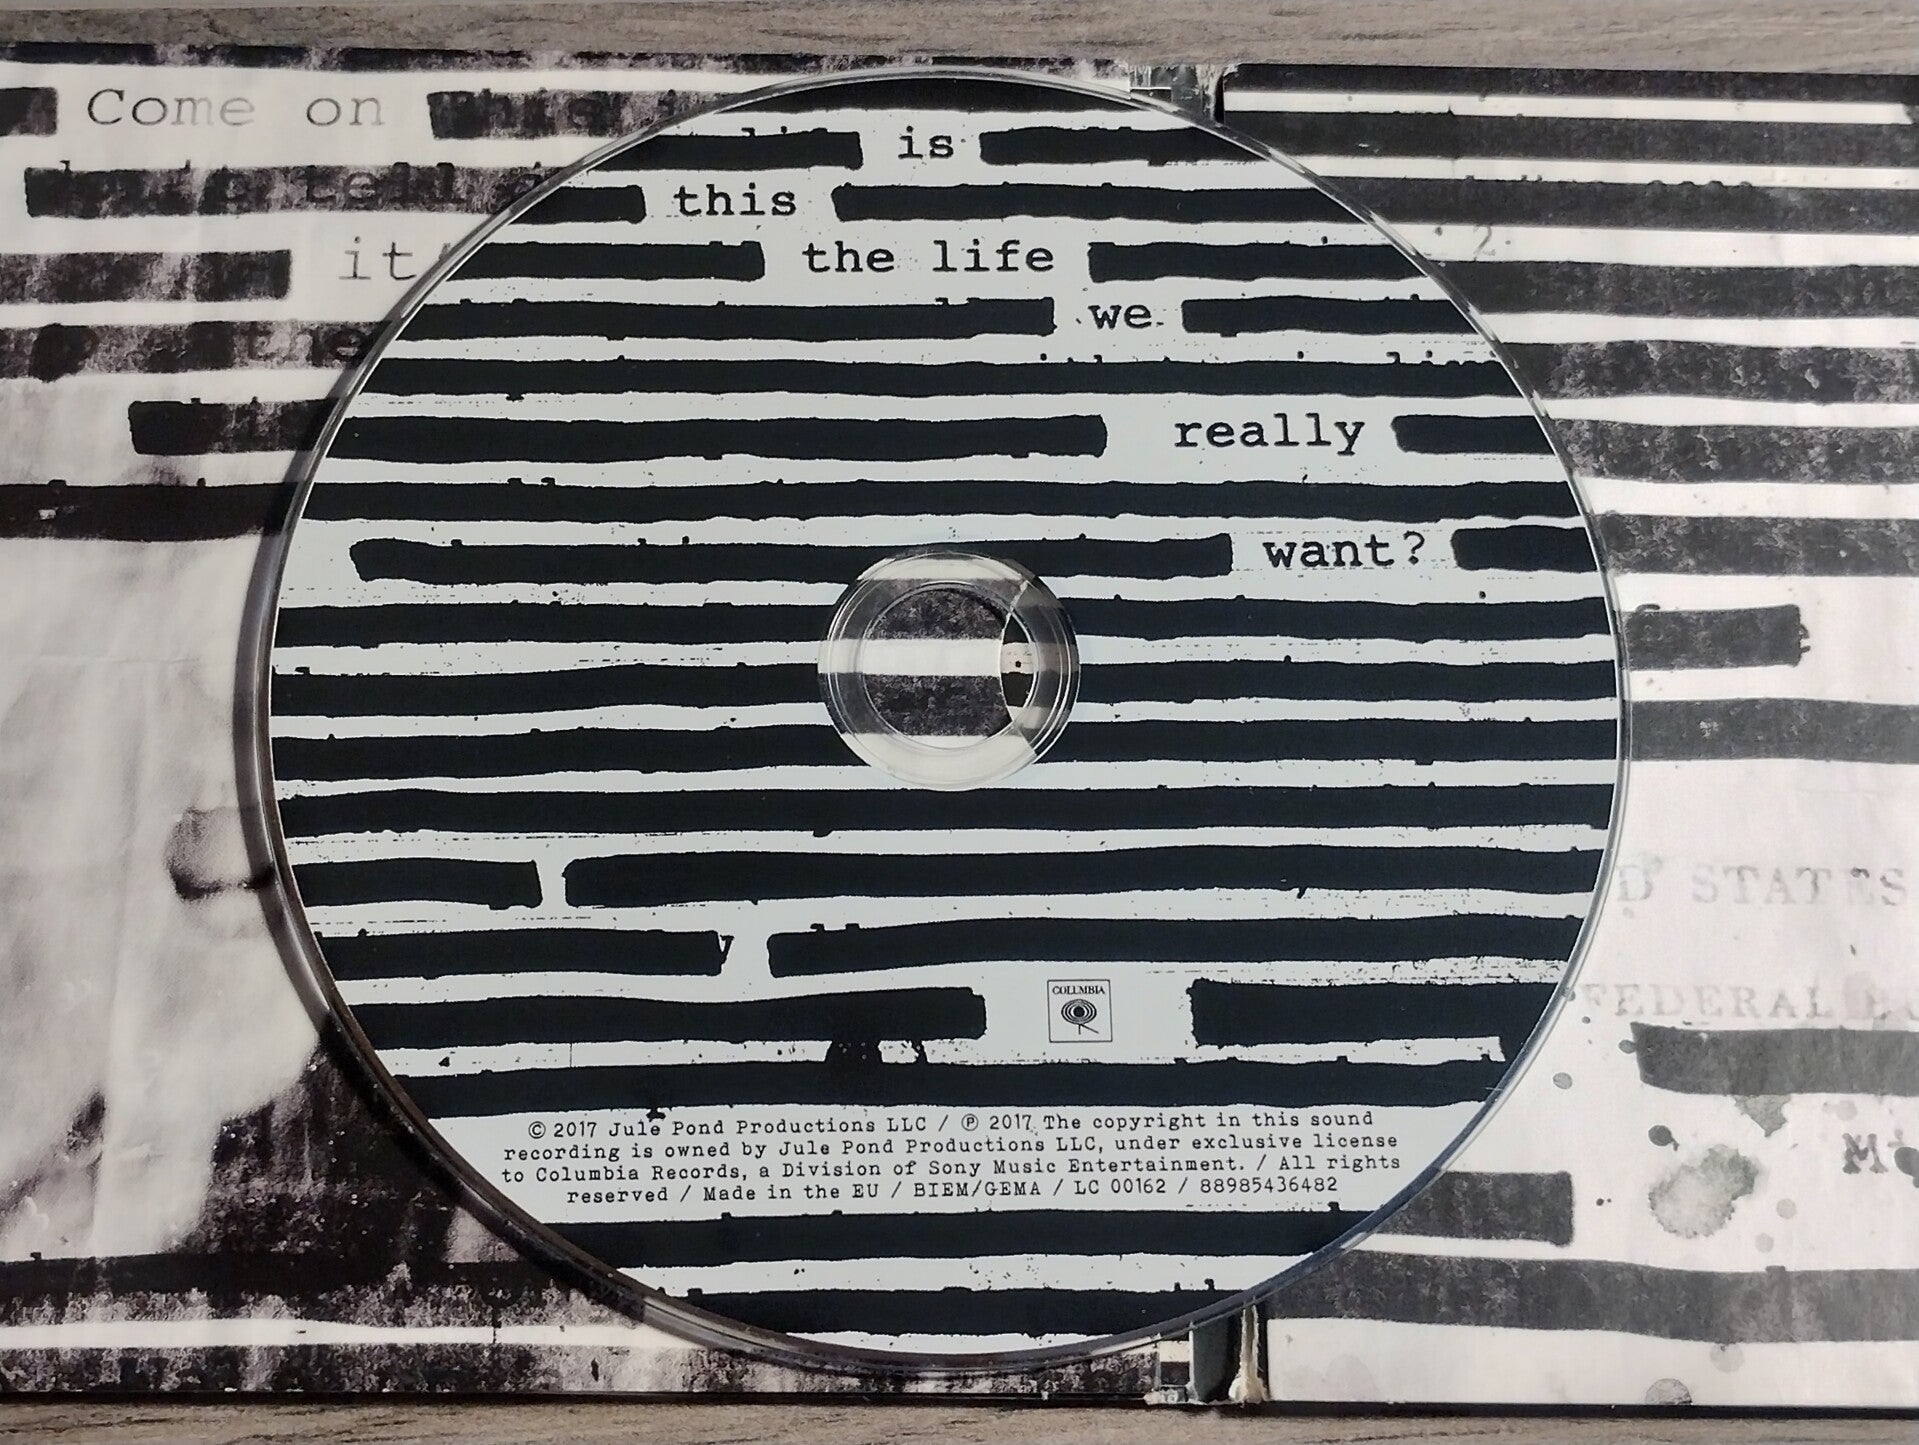 Come on
is
this
the life
it
we
really
want?
D STATES
COLUMBIA
FEDERAL
© 2017 Jule Pond Productions LLC / ℗ 2017 The copyright in this sound
recording is owned by Jule Pond Productions LLC, under exclusive license
to Columbia Records, a Division of Sony Music Entertainment. / All rights
reserved / Made in the EU / BIEM/GEMA / LC 00162 / 88985436482